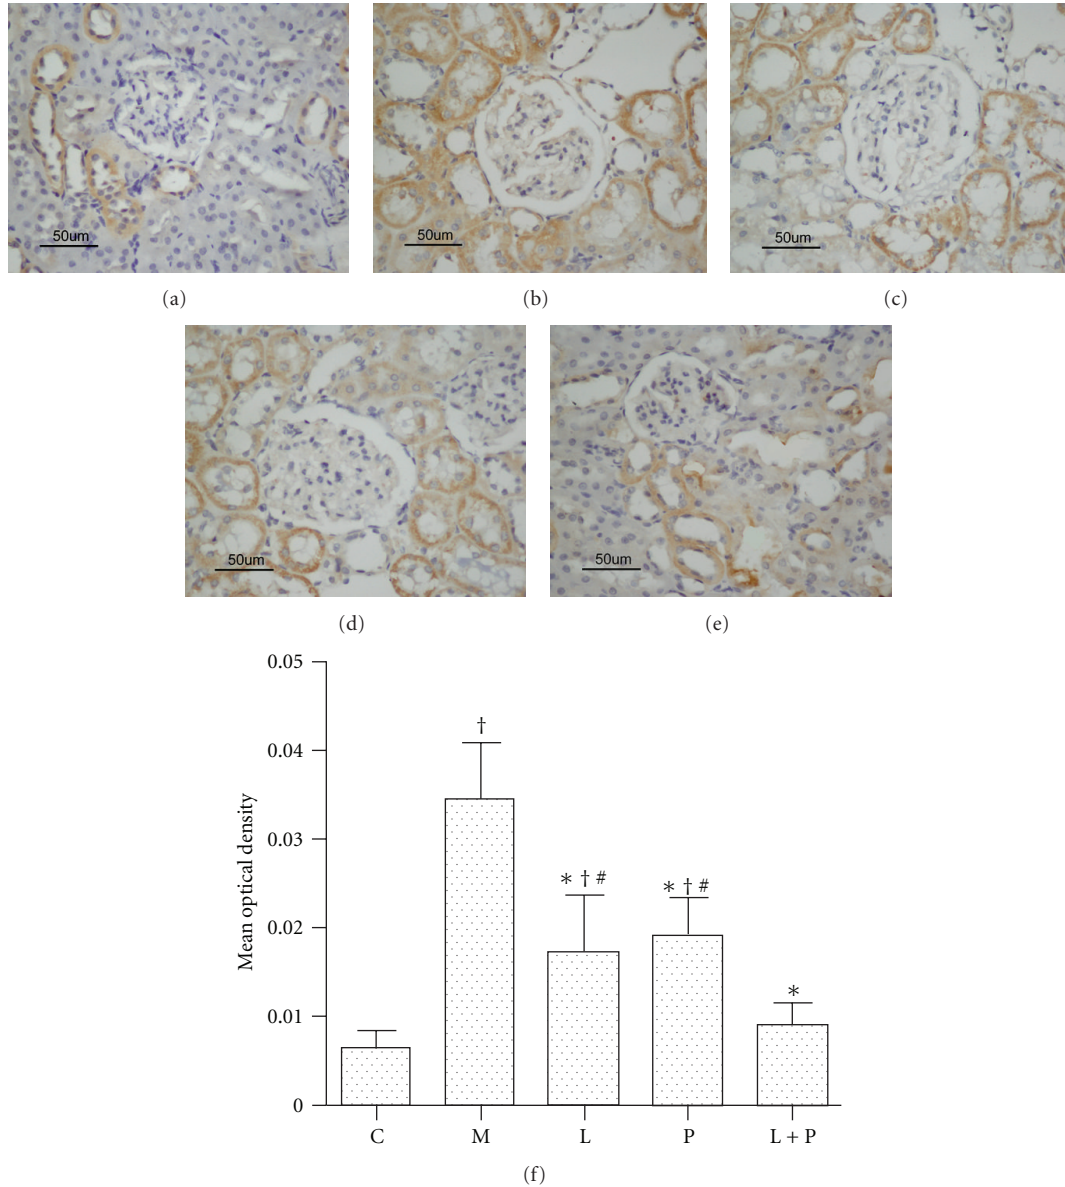 50um
50um
50um
(a)
(b)
(c)
50um
50um
(d)
(e)
0.05
0.04
0.03
0.02
0.01
0
Mean optical density
†
* † #
* † #
*
C
M
L
P
L + P
(f)